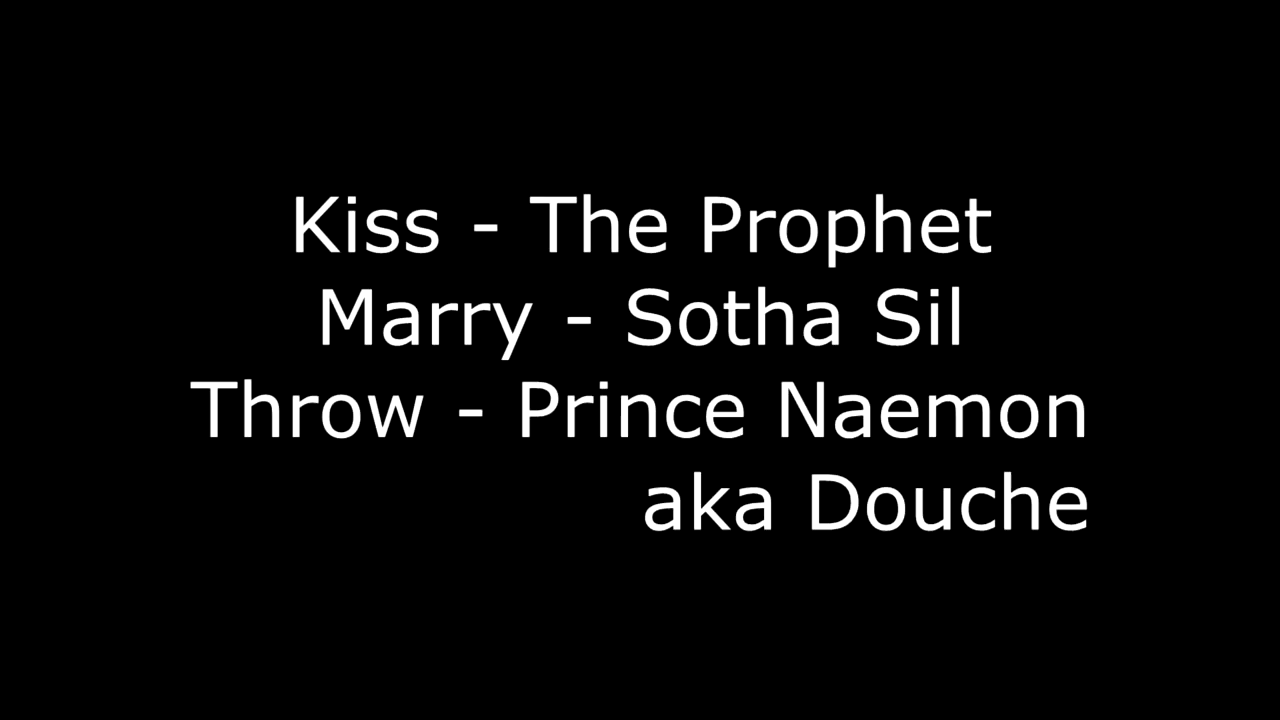 Kiss - The Prophet
Marry - Sotha Sil
Throw - Prince Naemon
aka Douche